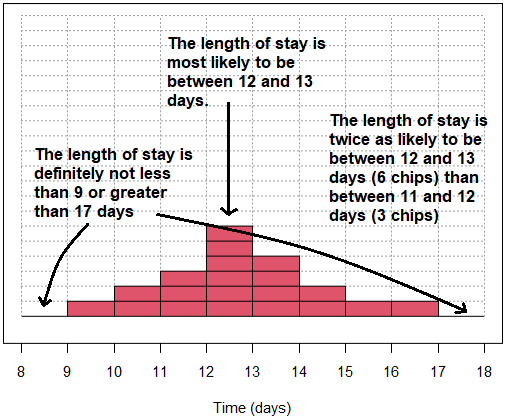 The length of stay is
most likely to be
between 12 and 13
days.
The length of stay is
twice as likely to be
between 12 and 13
days (6 chips) than
between 11 and 12
days (3 chips)
The length of stay is
definitely not less
than 9 or greater
than 17 days
8 9 10 11 12 13 14 15 16 17 18
Time (days)